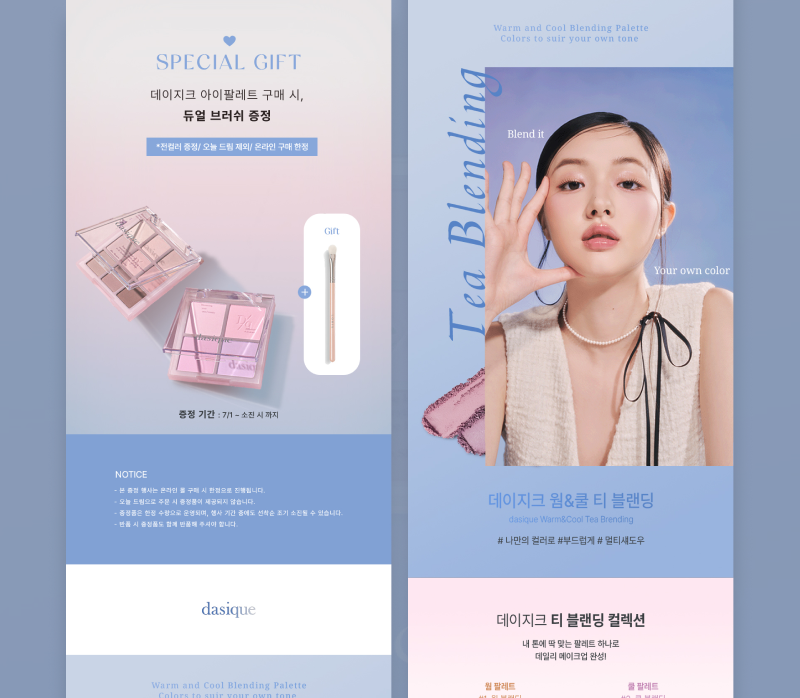 SPECIAL GIFT
데이지크 아이팔레트 구매 시,
듀얼 브러쉬 증정
*전컬러 증정/ 오늘 드림 제외/ 온라인 구매 한정
Gift
+
dasique
증정 기간 : 7/1 – 소진 시 까지
NOTICE
- 본 증정 행사는 온라인 몰 구매 시 한정으로 진행됩니다.
- 오늘 드림으로 주문 시 증정품이 제공되지 않습니다.
- 증정품은 한정 수량으로 운영되며, 행사 기간 중에도 선착순 조기 소진될 수 있습니다.
- 반품 시 증정품도 함께 반품해 주셔야 합니다.
dasique
Warm and Cool Blending Palette
Colors to suir your own tone
Warm and Cool Blending Palette
Colors to suir your own tone
Tea Blending
Blend it
Your own color
데이지크 웜&쿨 티 블랜딩
dasique Warm&Cool Tea Brending
# 나만의 컬러로 #부드럽게 # 멀티섀도우
데이지크 티 블랜딩 컬렉션
내 톤에 딱 맞는 팔레트 하나로
데일리 메이크업 완성!
웜 팔레트
쿨 팔레트